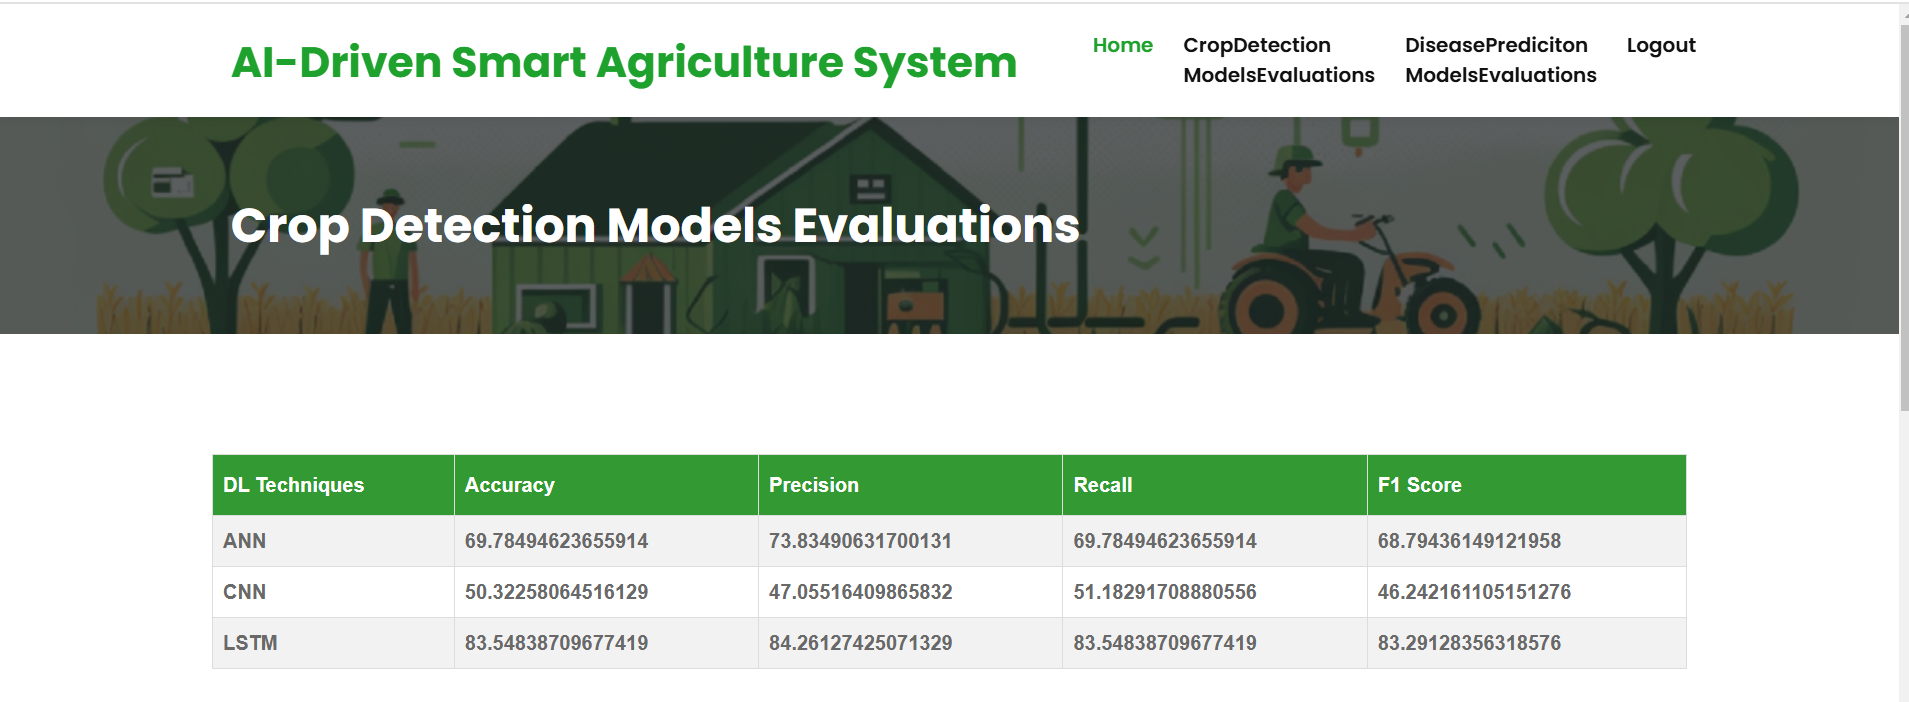 AI-Driven Smart Agriculture System
Home
CropDetection
ModelsEvaluations
DiseasePrediciton
ModelsEvaluations
Logout
Crop Detection Models Evaluations
DL Techniques Accuracy Precision Recall F1 Score
ANN 69.78494623655914 73.83490631700131 69.78494623655914 68.79436149121958
CNN 50.32258064516129 47.05516409865832 51.18291708880556 46.242161105151276
LSTM 83.54838709677419 84.26127425071329 83.54838709677419 83.29128356318576